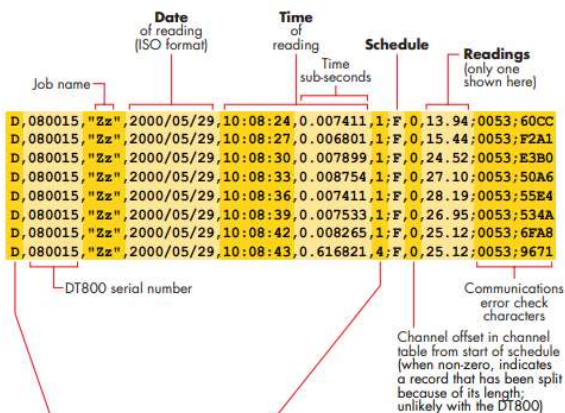 Date
of reading
(ISO format)
Time
of
reading
Schedule
Readings
(only one
shown here)
Job name
Time
sub-seconds
D,080015,"Zz",2000/05/29,10:08:24,0.007411,1;F,0,13.94;0053;60CC
D,080015,"Zz",2000/05/29,10:08:27,0.006801,1;F,0,15.44;0053;F2A1
D,080015,"Zz",2000/05/29,10:08:30,0.007899,1;F,0,24.52;0053;E3B0
D,080015,"Zz",2000/05/29,10:08:33,0.008754,1;F,0,27.10;0053;50A6
D,080015,"Zz",2000/05/29,10:08:36,0.007411,1;F,0,28.19;0053;55E4
D,080015,"Zz",2000/05/29,10:08:39,0.007533,1;F,0,26.95;0053;534A
D,080015,"Zz",2000/05/29,10:08:42,0.008265,1;F,0,25.12;0053;6FA8
D,080015,"Zz",2000/05/29,10:08:43,0.616821,4;F,0,25.12;0053;9671
DT800 serial number
Communications
error check
characters
Channel offset in channel
table from start of schedule
(when non-zero, indicates
a record that has been split
because of its length;
unlikely with the DT800)